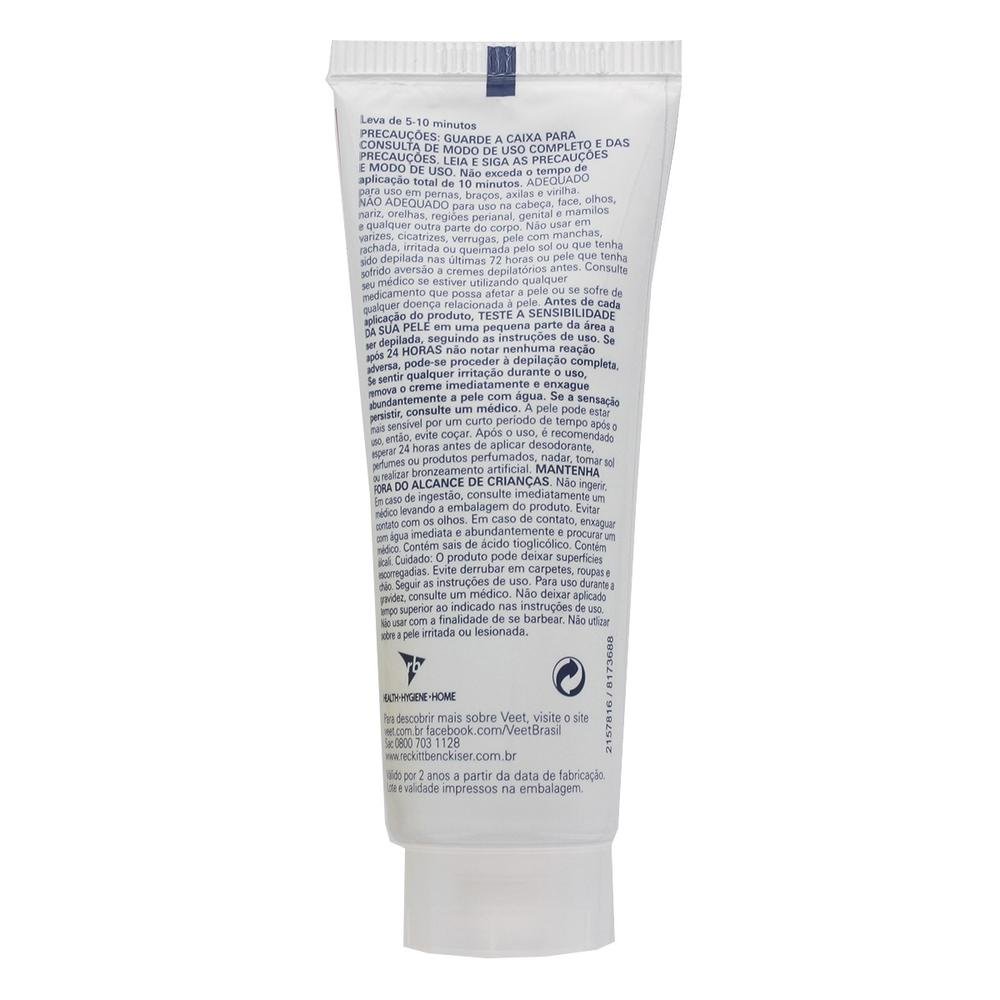 Leva de 5-10 minutos
PRECAUÇÕES: GUARDE A CAIXA PARA
CONSULTA DE MODO DE USO COMPLETO E DAS
PRECAUÇÕES. LEIA E SIGA AS PRECAUÇÕES
E MODO DE USO. Não exceda o tempo de
aplicação total de 10 minutos. ADEQUADO
para uso em pernas, braços, axilas e virilha.
NÃO ADEQUADO para uso na cabeça, face, olhos,
nariz, orelhas, regiões perianal, genital e mamilos
e qualquer outra parte do corpo. Não usar em
varizes, cicatrizes, verrugas, pele com manchas,
rachada, irritada ou queimada pelo sol ou que tenha
sido depilada nas últimas 72 horas ou pele que tenha
sofrido aversão a cremes depilatórios antes. Consulte
seu médico se estiver utilizando qualquer
medicamento que possa afetar a pele ou se sofre de
qualquer doença relacionada à pele. Antes de cada
aplicação do produto, TESTE A SENSIBILIDADE
DA SUA PELE em uma pequena parte da área a
ser depilada, seguindo as instruções de uso. Se
após 24 HORAS não notar nenhuma reação
adversa, pode-se proceder à depilação completa.
Se sentir qualquer irritação durante o uso,
remova o creme imediatamente e enxague
abundantemente a pele com água. Se a sensação
persistir, consulte um médico. A pele pode estar
mais sensível por um curto período de tempo após o
uso, então, evite coçar. Após o uso, é recomendado
esperar 24 horas antes de aplicar desodorante,
perfumes ou produtos perfumados, nadar, tomar sol
ou realizar bronzeamento artificial. MANTENHA
FORA DO ALCANCE DE CRIANÇAS. Não ingerir.
Em caso de ingestão, consulte imediatamente um
médico levando a embalagem do produto. Evitar
contato com os olhos. Em caso de contato, enxaguar
com água imediata e abundantemente e procurar um
médico. Contém sais de ácido tioglicólico. Contém
álcali. Cuidado: O produto pode deixar superfícies
escorregadias. Evite derrubar em carpetes, roupas e
chão. Seguir as instruções de uso. Para uso durante a
gravidez, consulte um médico. Não deixar aplicado
tempo superior ao indicado nas instruções de uso.
Não usar com a finalidade de se barbear. Não utlizar
sobre a pele irritada ou lesionada.
rb
HEALTH•HYGIENE•HOME
Para descobrir mais sobre Veet, visite o site
veet.com.br facebook.com/VeetBrasil
Sac 0800 703 1128
www.reckittbenckiser.com.br
Válido por 2 anos a partir da data de fabricação.
Lote e validade impressos na embalagem.
2157816 / 8173688